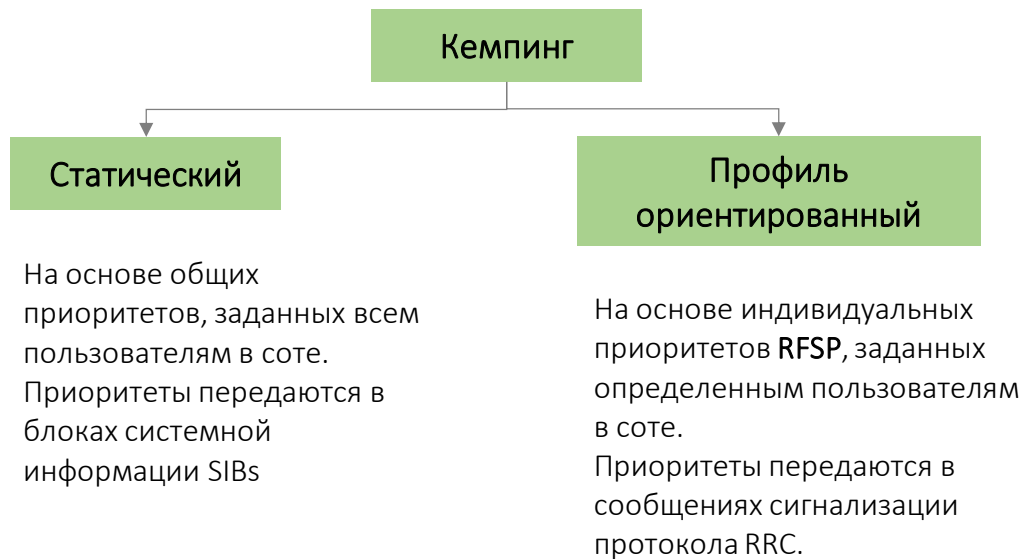 Кемпинг
Статический
Профиль
ориентированный
На основе общих
приоритетов, заданных всем
пользователям в соте.
Приоритеты передаются в
блоках системной
информации SIBs
На основе индивидуальных
приоритетов RFSP, заданных
определенным пользователям
в соте.
Приоритеты передаются в
сообщениях сигнализации
протокола RRC.